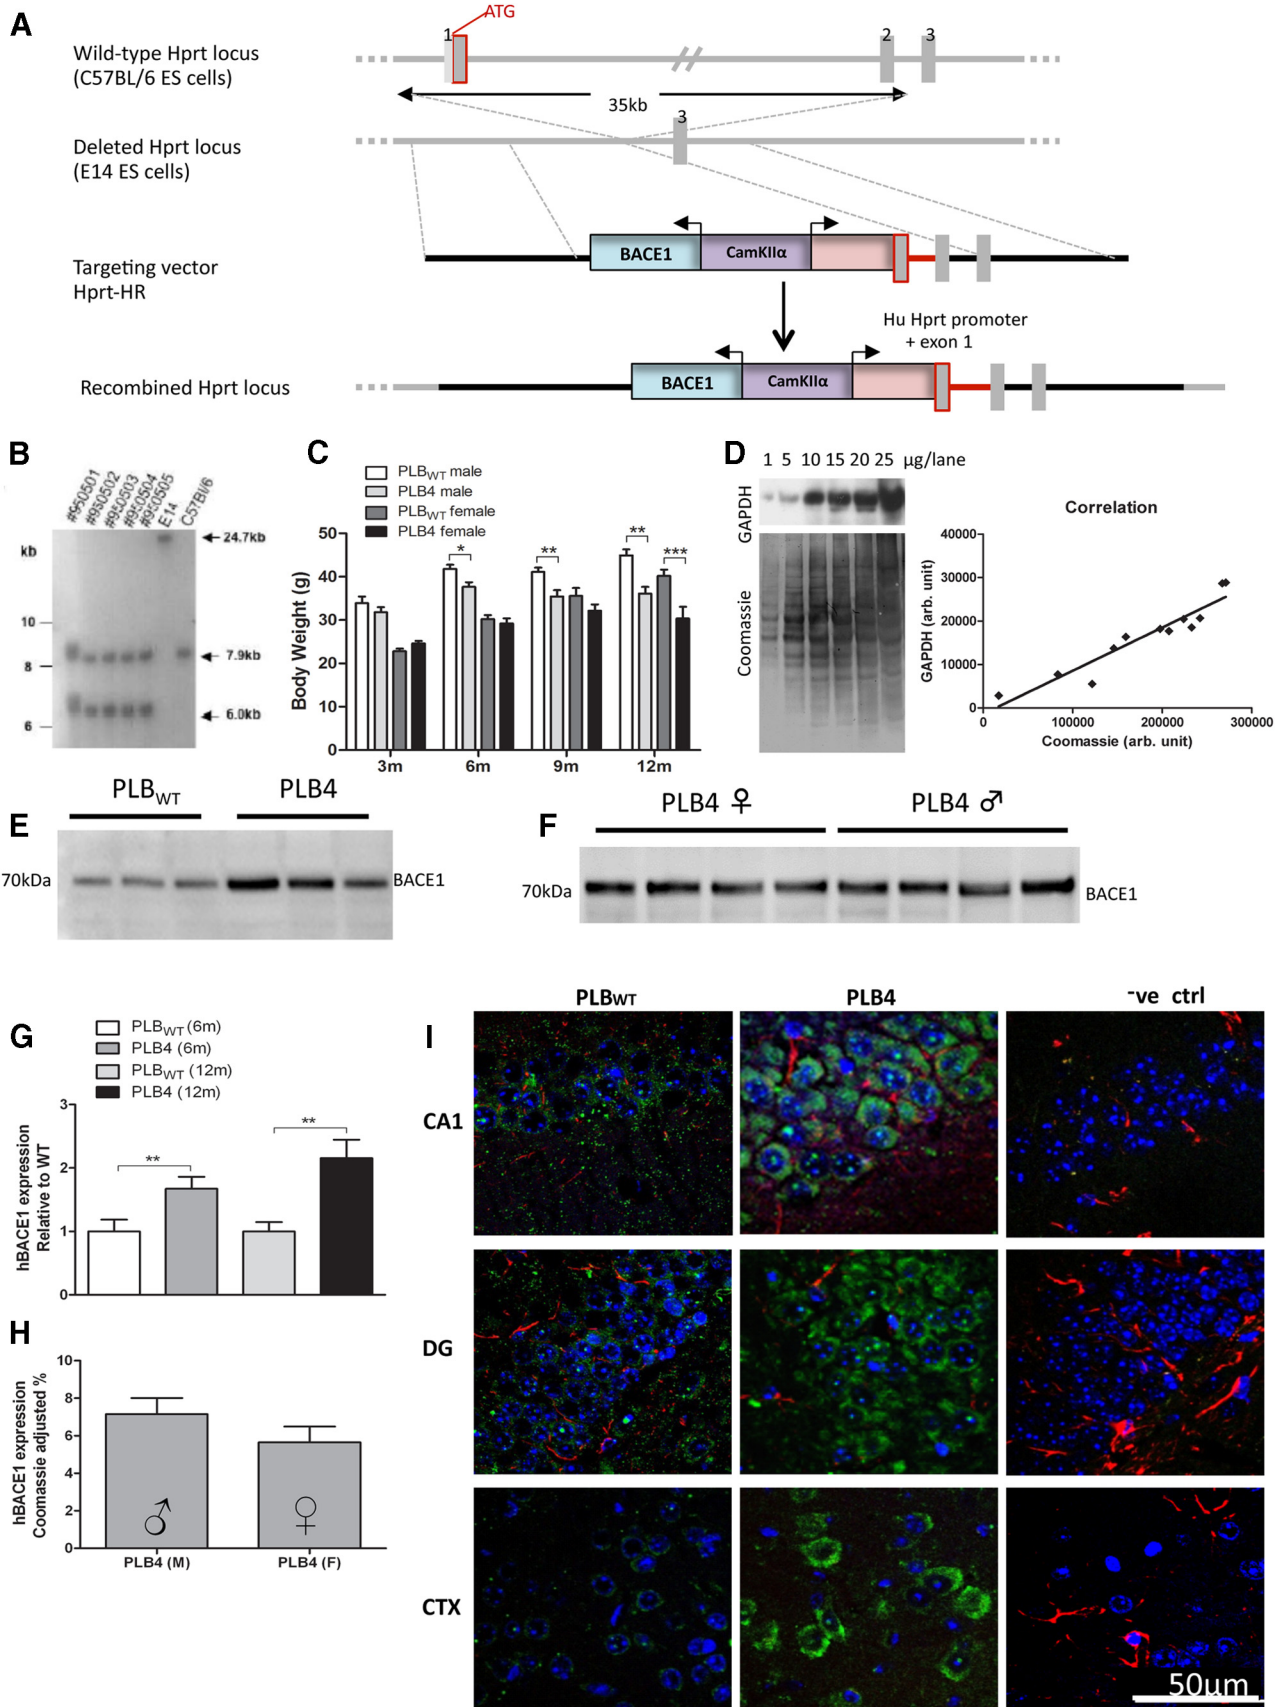 A
ATG
Wild-type Hprt locus
(C57BL/6 ES cells)
1
2
3
35kb
Deleted Hprt locus
(E14 ES cells)
3
Targeting vector
Hprt-HR
BACE1
CamKIIα
Hu Hprt promoter
+ exon 1
Recombined Hprt locus
BACE1
CamKIIα
B
#950501
#950502
#950503
#950504
#950505
E14
C57Bl/6
kb
24.7kb
10
8
7.9kb
6
6.0kb
C
PLBWT male
PLB4 male
PLBWT female
PLB4 female
Body Weight (g)
50
40
30
20
10
0
*
**
**
***
3m
6m
9m
12m
D
1 5 10 15 20 25 µg/lane
GAPDH
Coomassie
Correlation
GAPDH (arb. unit)
40000
30000
20000
10000
0
0
100000
200000
300000
Coomassie (arb. unit)
E
PLBWT
PLB4
70kDa
BACE1
F
PLB4 ♀
PLB4 ♂
70kDa
BACE1
G
PLBWT (6m)
PLB4 (6m)
PLBWT (12m)
PLB4 (12m)
hBACE1 expression
Relative to WT
3
2
1
0
**
**
H
hBACE1 expression
Coomassie adjusted %
10
8
6
4
2
0
♂
♀
PLB4 (M)
PLB4 (F)
I
PLBWT
PLB4
-ve ctrl
CA1
DG
CTX
50µm